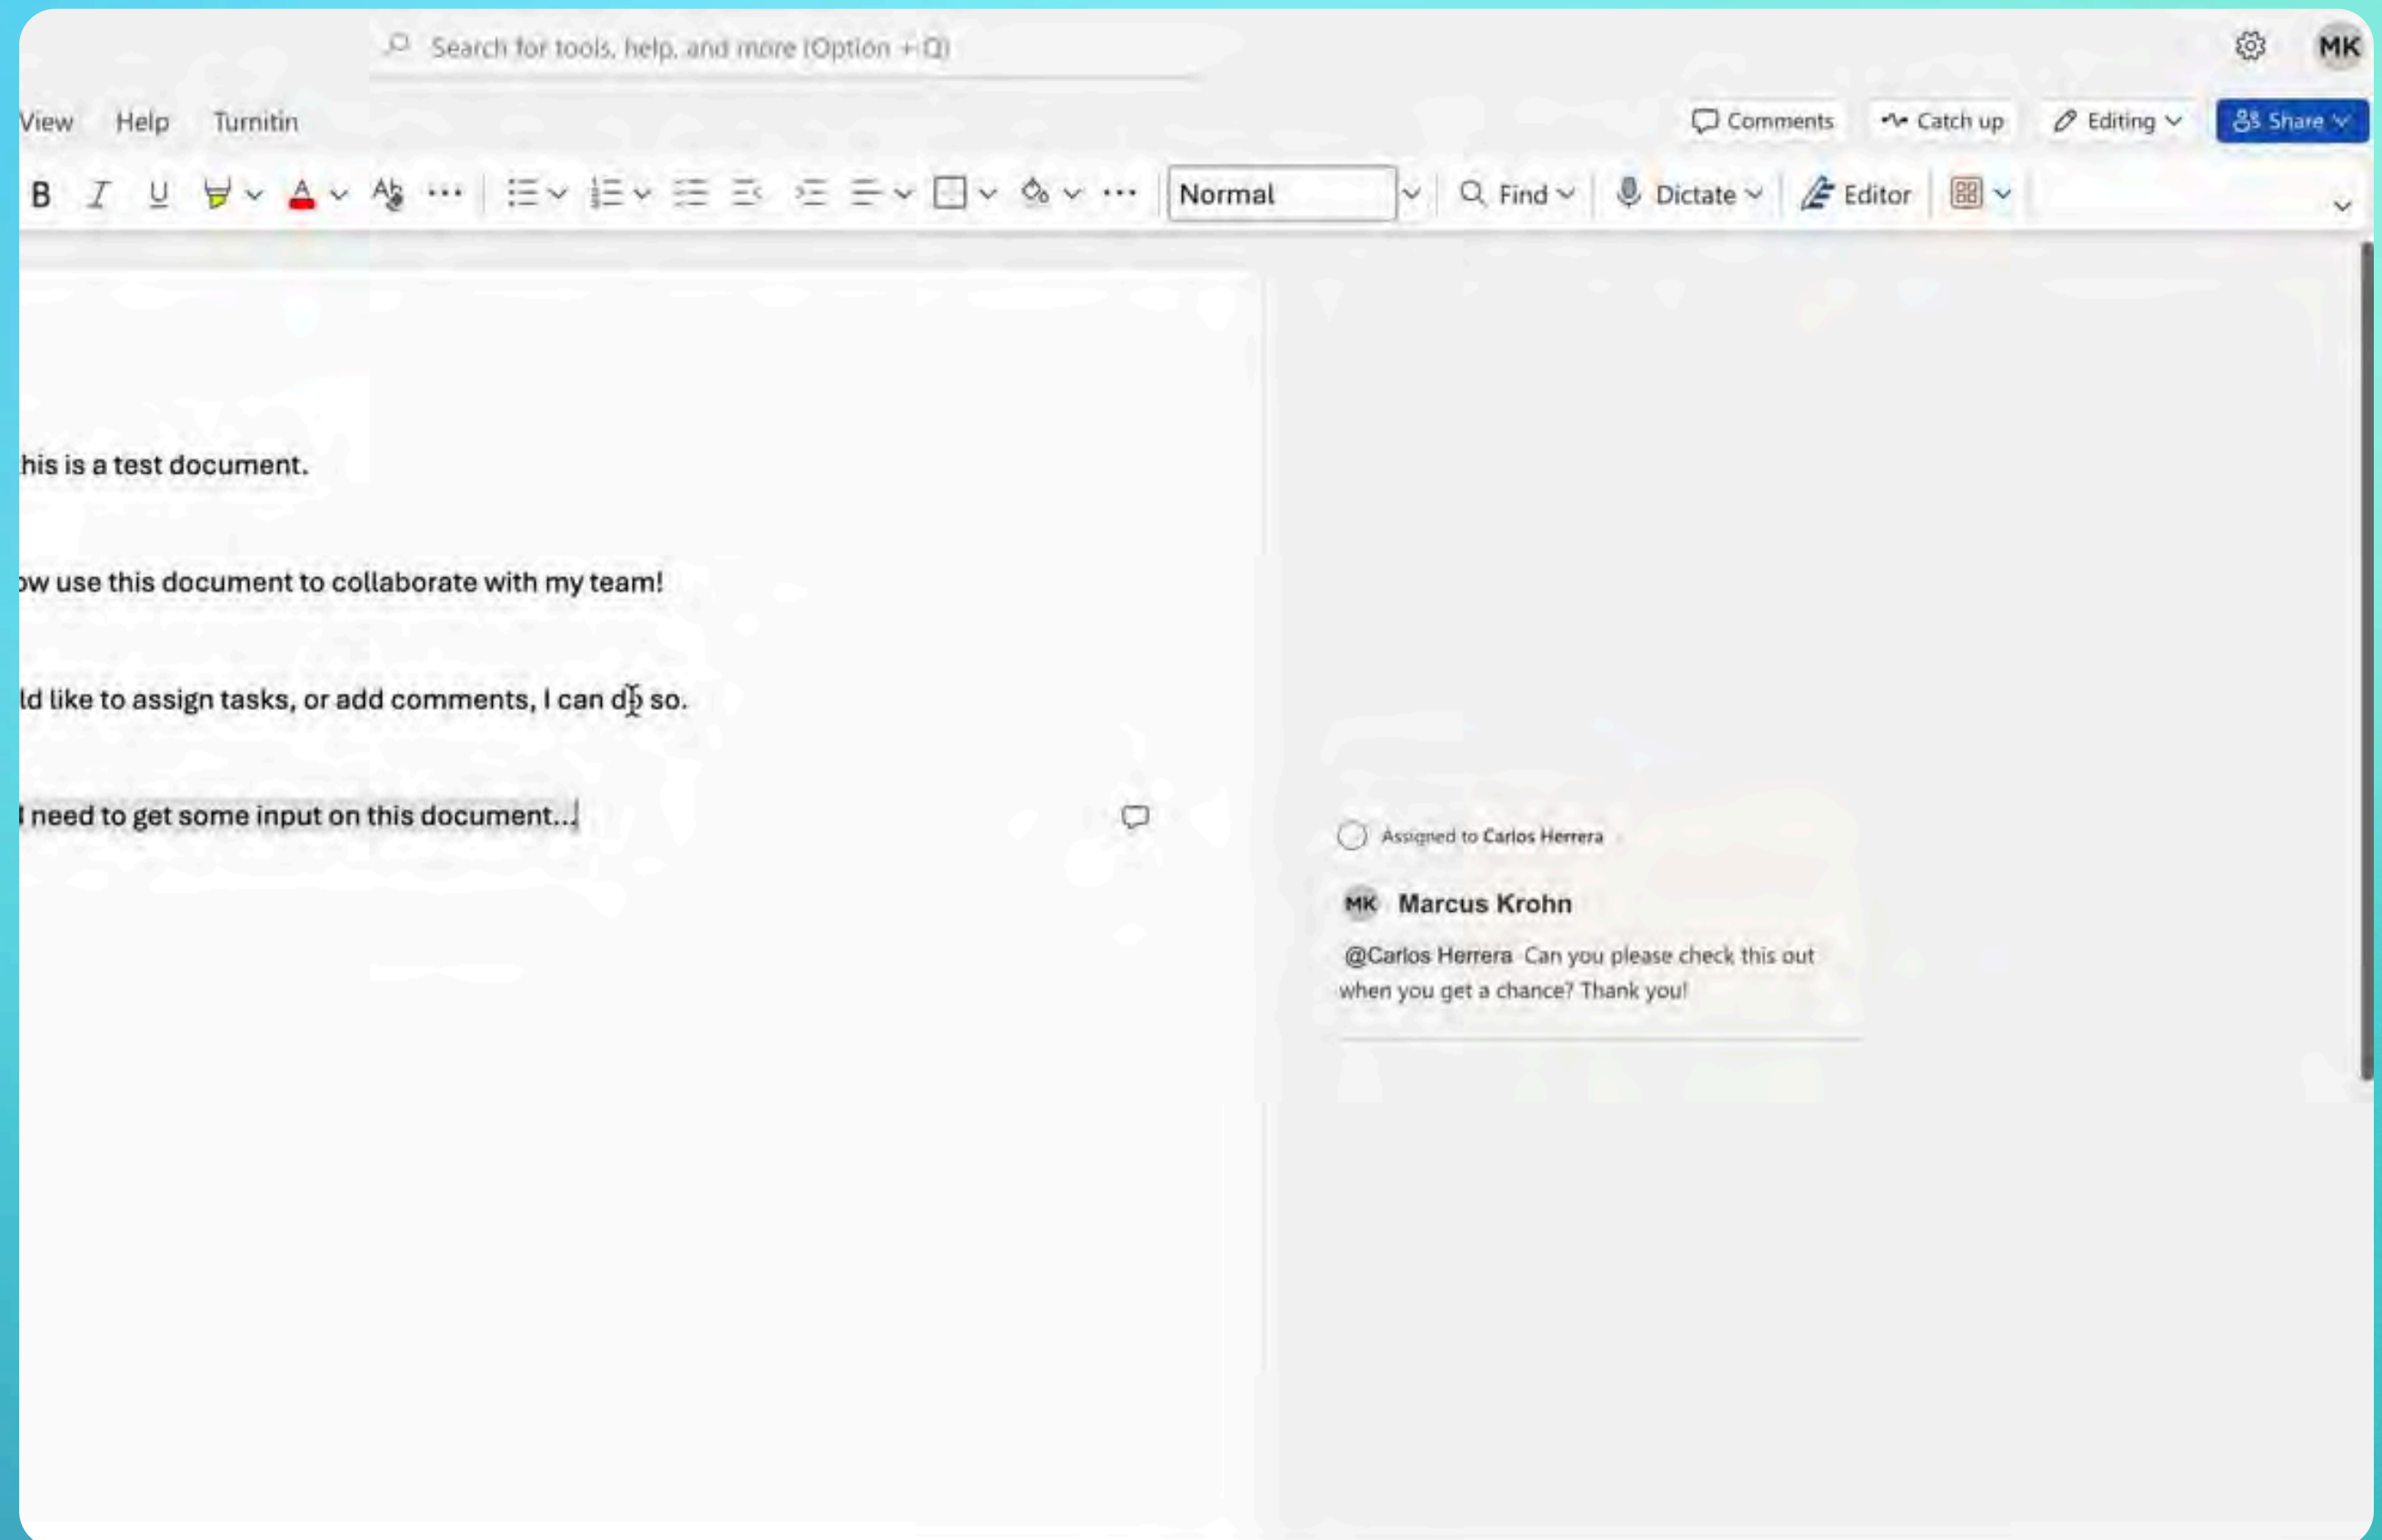 Search for tools, help, and more (Option + Q)
MK
View Help Turnitin
Comments Catch up Editing Share
B I U A Ab ... ... Normal Find Dictate Editor
his is a test document.
ow use this document to collaborate with my team!
ld like to assign tasks, or add comments, I can do so.
I need to get some input on this document...
Assigned to Carlos Herrera
MK Marcus Krohn
@Carlos Herrera Can you please check this out
when you get a chance? Thank you!